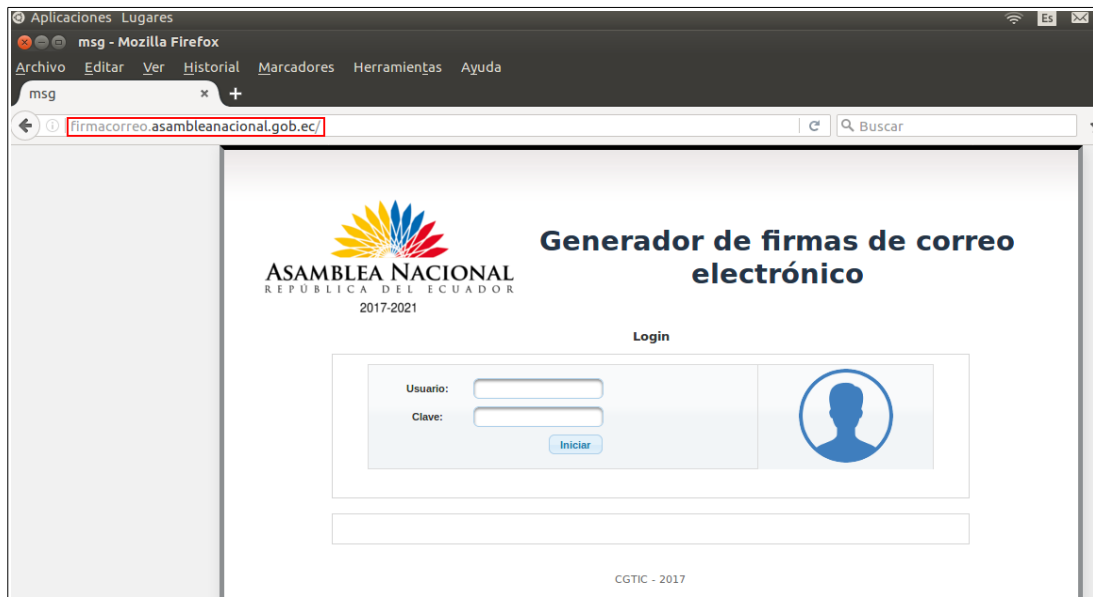 Aplicaciones Lugares
Es
msg - Mozilla Firefox
Archivo Editar Ver Historial Marcadores Herramientas Ayuda
msg × +
firmacorreo.asambleanacional.gob.ec/
Buscar
ASAMBLEA NACIONAL
REPÚBLICA DEL ECUADOR
2017-2021
Generador de firmas de correo
electrónico
Login
Usuario:
Clave:
Iniciar
CGTIC - 2017